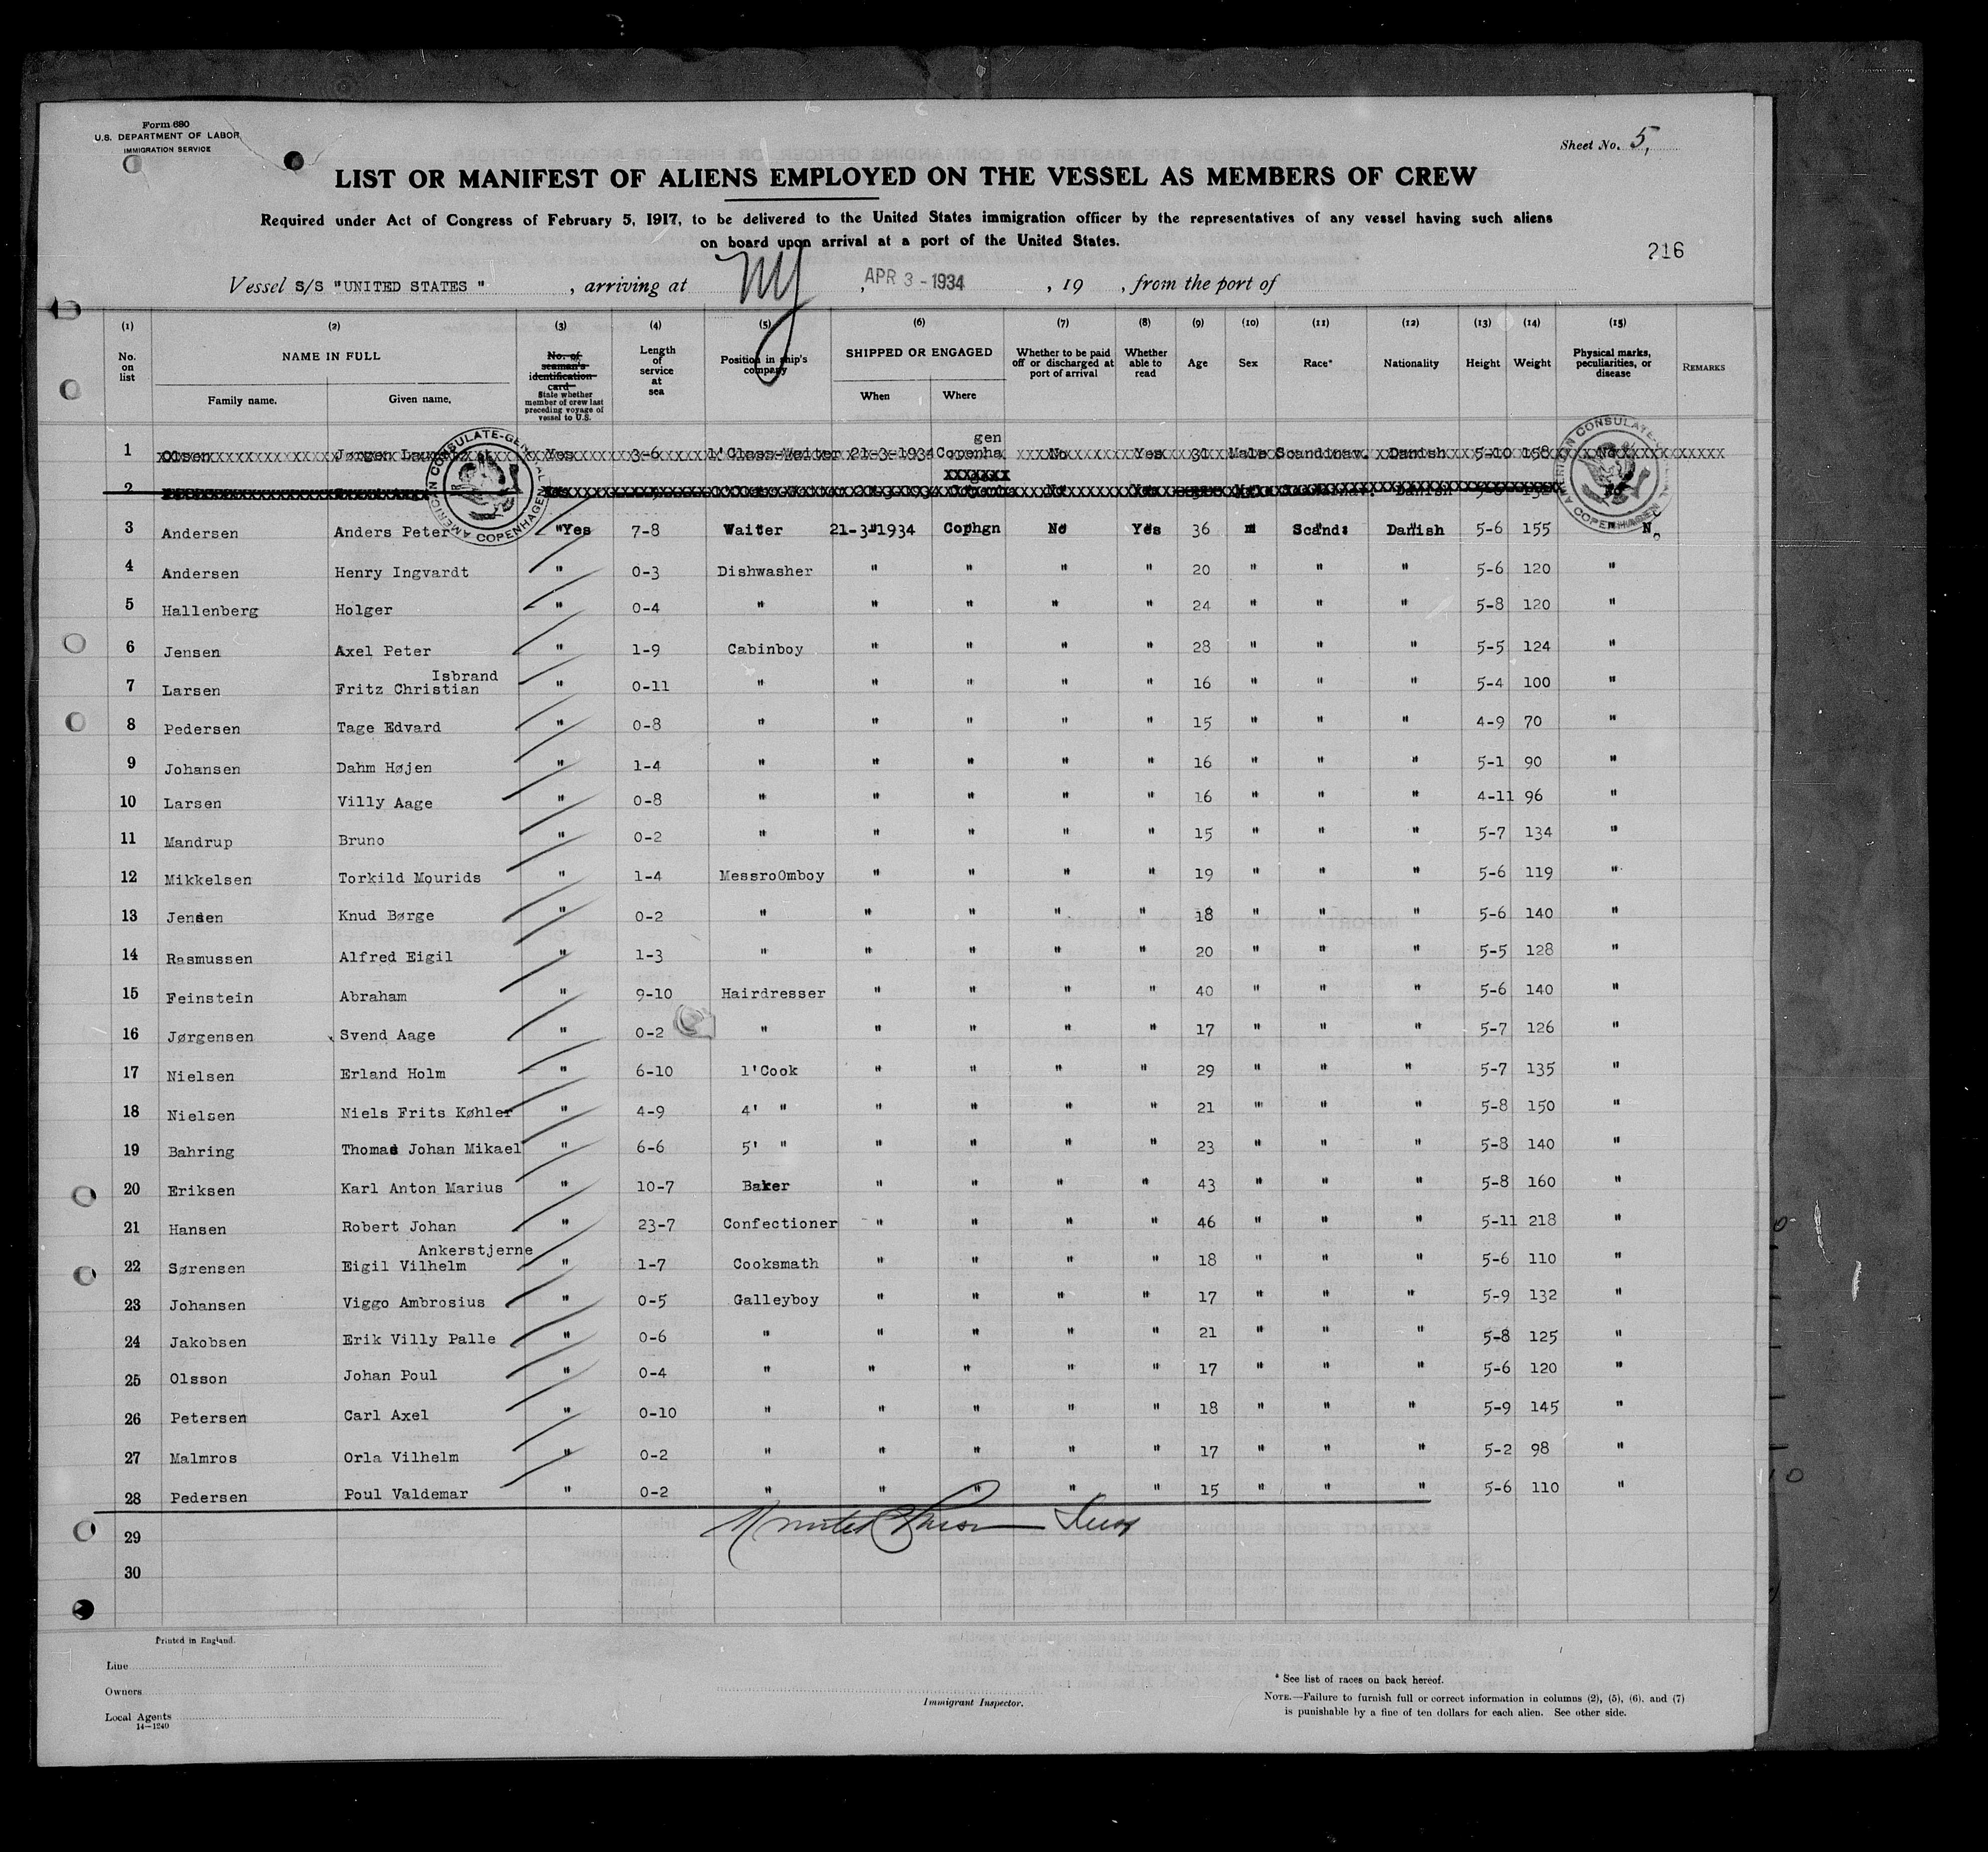 Form 680
U.S. DEPARTMENT OF LABOR
IMMIGRATION SERVICE
Sheet No. 5,
LIST OR MANIFEST OF ALIENS EMPLOYED ON THE VESSEL AS MEMBERS OF CREW
Required under Act of Congress of February 5, 1917, to be delivered to the United States immigration officer by the representatives of any vessel having such aliens
on board upon arrival at a port of the United States.
216
Vessel S/S "UNITED STATES " , arriving at NY , APR 3 - 1934 , 19 , from the port of
(1) (2) (3) (4) (5) (6) (7) (8) (9) (10) (11) (12) (13) (14) (15)
No. on list
NAME IN FULL
Family name. Given name.
No. of seaman's identification card
State whether member of crew last preceding voyage of vessel to U.S.
Length of service at sea
Position in ship's company
SHIPPED OR ENGAGED
When Where
Whether to be paid off or discharged at port of arrival
Whether able to read
Age Sex Race* Nationality Height Weight
Physical marks, peculiarities, or disease
REMARKS
AMERICAN CONSULATE-GENERAL COPENHAGEN
AMERICAN CONSULATE-GENERAL COPENHAGEN
1 Olsen Jørgen Yes 3-6 1'Class-Waiter 21-3-1934 Copenhagen No Yes 31 Male Scandinav. Danish 5-10 158 No
2 No Yes Danish
3 Andersen Anders Peter "Yes 7-8 Waiter 21-3-1934 Cophgn No Yes 36 m Scand: Danish 5-6 155 N
4 Andersen Henry Ingvardt " 0-3 Dishwasher " " " " 20 " " " 5-6 120 "
5 Hallenberg Holger " 0-4 " " " " " 24 " " " 5-8 120 "
6 Jensen Axel Peter " 1-9 Cabinboy " " " " 28 " " " 5-5 124 "
7 Larsen Fritz Christian Isbrand " 0-11 " " " " " 16 " " " 5-4 100 "
8 Pedersen Tage Edvard " 0-8 " " " " " 15 " " " 4-9 70 "
9 Johansen Dahm Højen " 1-4 " " " " " 16 " " " 5-1 90 "
10 Larsen Villy Aage " 0-8 " " " " " 16 " " " 4-11 96 "
11 Mandrup Bruno " 0-2 " " " " " 15 " " " 5-7 134 "
12 Mikkelsen Torkild Mourids " 1-4 MessroOmboy " " " " 19 " " " 5-6 119 "
13 Jensen Knud Børge " 0-2 " " " " " 18 " " " 5-6 140 "
14 Rasmussen Alfred Eigil " 1-3 " " " " " 20 " " " 5-5 128 "
15 Feinstein Abraham " 9-10 Hairdresser " " " " 40 " " " 5-6 140 "
16 Jørgensen Svend Aage " 0-2 " " " " " 17 " " " 5-7 126 "
17 Nielsen Erland Holm " 6-10 1'Cook " " " " 29 " " " 5-7 135 "
18 Nielsen Niels Frits Køhler " 4-9 4' " " " " " 21 " " " 5-8 150 "
19 Bahring Thomas Johan Mikael " 6-6 5' " " " " " 23 " " " 5-8 140 "
20 Eriksen Karl Anton Marius " 10-7 Baker " " " " 43 " " " 5-8 160 "
21 Hansen Robert Johan " 23-7 Confectioner " " " " 46 " " " 5-11 218 "
22 Sørensen Eigil Vilhelm Ankerstjerne " 1-7 Cooksmath " " " " 18 " " " 5-6 110 "
23 Johansen Viggo Ambrosius " 0-5 Galleyboy " " " " 17 " " " 5-9 132 "
24 Jakobsen Erik Villy Palle " 0-6 " " " " " 21 " " " 5-8 125 "
25 Olsson Johan Poul " 0-4 " " " " " 17 " " " 5-6 120 "
26 Petersen Carl Axel " 0-10 " " " " " 18 " " " 5-9 145 "
27 Malmros Orla Vilhelm " 0-2 " " " " " 17 " " " 5-2 98 "
28 Pedersen Poul Valdemar " 0-2 " " " " " 15 " " " 5-6 110 "
29
30
Printed in England.
Line
Owners
Local Agents
14-1240
Immigrant Inspector.
* See list of races on back hereof.
NOTE.—Failure to furnish full or correct information in columns (2), (5), (6), and (7)
is punishable by a fine of ten dollars for each alien. See other side.